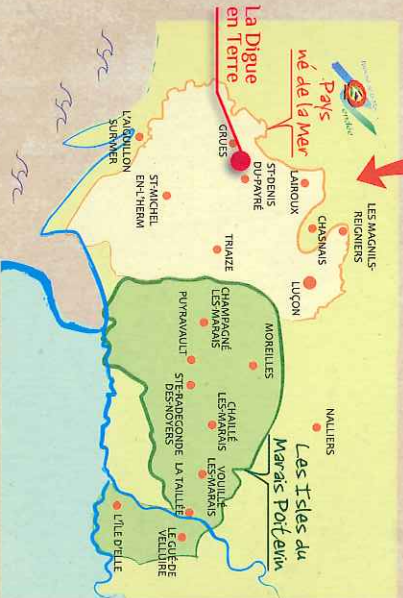 La Digue
en Terre
Pays
né de la Mer
LES MAGNILS-
REIGNIERS
CHASNAIS
LAIROUX
LUÇON
ST-DENIS
DU-PAYRÉ
GRUES
TRIAIZE
ST-MICHEL
EN-L'HERM
L'AIGUILLON
SUR-MER
NALLIERS
Les Isles du
Marais Poitevin
MOREILLES
CHAMPAGNÉ
LES-MARAIS
PUYRAVAULT
CHAILLÉ
LES-MARAIS
STE-RADEGONDE
DES-NOYERS
VOUILLÉ
LES-MARAIS
LA TAILLÉE
LE GUÉ-DE
VELLUIRE
L'ÎLE D'ELLE